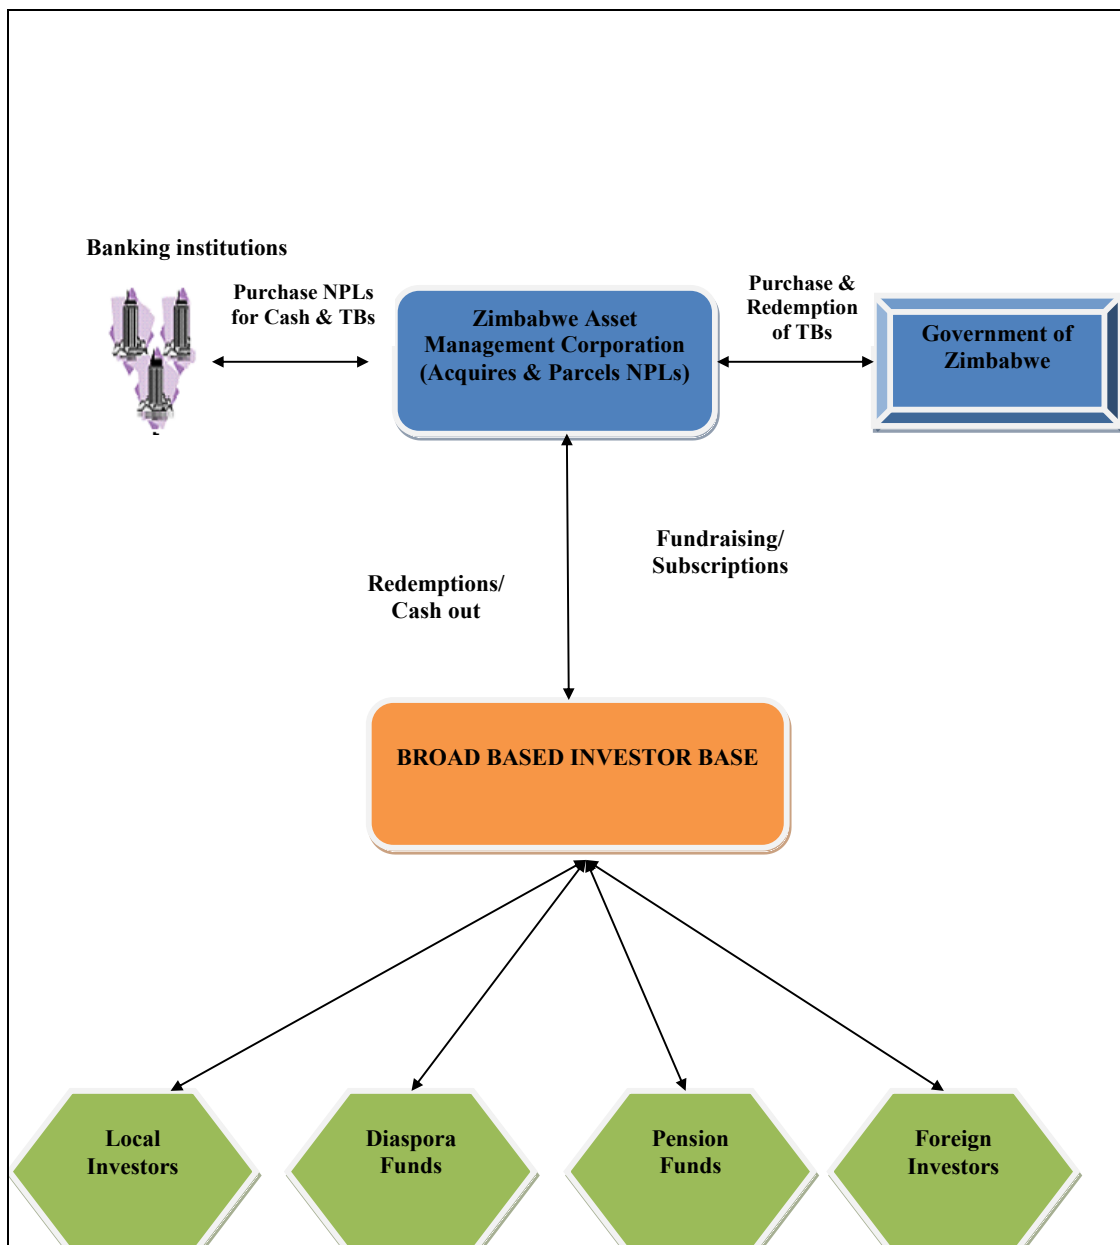 Banking institutions
Purchase NPLs
for Cash & TBs
Zimbabwe Asset
Management Corporation
(Acquires & Parcels NPLs)
Purchase &
Redemption
of TBs
Government of
Zimbabwe
Fundraising/
Subscriptions
Redemptions/
Cash out
BROAD BASED INVESTOR BASE
Local
Investors
Diaspora
Funds
Pension
Funds
Foreign
Investors